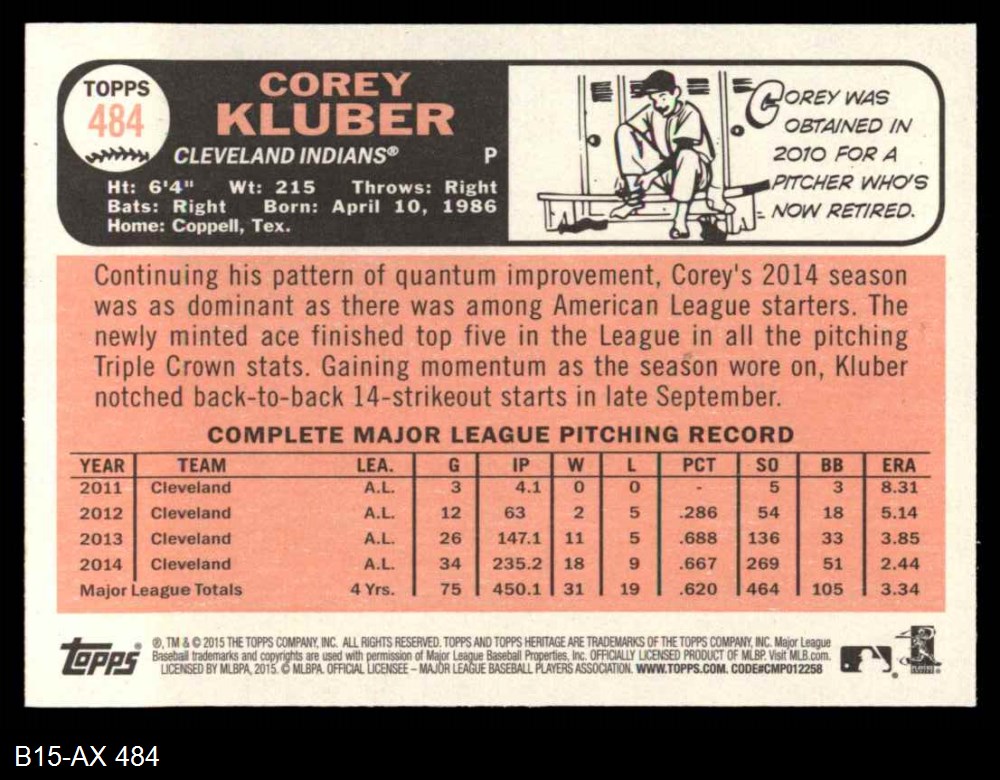 TOPPS
484
COREY
KLUBER
CLEVELAND INDIANS® P
Ht: 6'4" Wt: 215 Throws: Right
Bats: Right Born: April 10, 1986
Home: Coppell, Tex.
COREY WAS
OBTAINED IN
2010 FOR A
PITCHER WHO'S
NOW RETIRED.
Continuing his pattern of quantum improvement, Corey's 2014 season
was as dominant as there was among American League starters. The
newly minted ace finished top five in the League in all the pitching
Triple Crown stats. Gaining momentum as the season wore on, Kluber
notched back-to-back 14-strikeout starts in late September.
COMPLETE MAJOR LEAGUE PITCHING RECORD
YEAR TEAM LEA. G IP W L PCT SO BB ERA
2011 Cleveland A.L. 3 4.1 0 0 - 5 3 8.31
2012 Cleveland A.L. 12 63 2 5 .286 54 18 5.14
2013 Cleveland A.L. 26 147.1 11 5 .688 136 33 3.85
2014 Cleveland A.L. 34 235.2 18 9 .667 269 51 2.44
Major League Totals 4 Yrs. 75 450.1 31 19 .620 464 105 3.34
Topps
®, TM & © 2015 THE TOPPS COMPANY, INC. ALL RIGHTS RESERVED. TOPPS AND TOPPS HERITAGE ARE TRADEMARKS OF THE TOPPS COMPANY, INC. Major League
Baseball trademarks and copyrights are used with permission of Major League Baseball Properties, Inc. OFFICIALLY LICENSED PRODUCT OF MLBP. Visit MLB.com.
LICENSED BY MLBPA, 2015. © MLBPA. OFFICIAL LICENSEE – MAJOR LEAGUE BASEBALL PLAYERS ASSOCIATION. WWW.TOPPS.COM. CODE#CMP012258
B15-AX 484